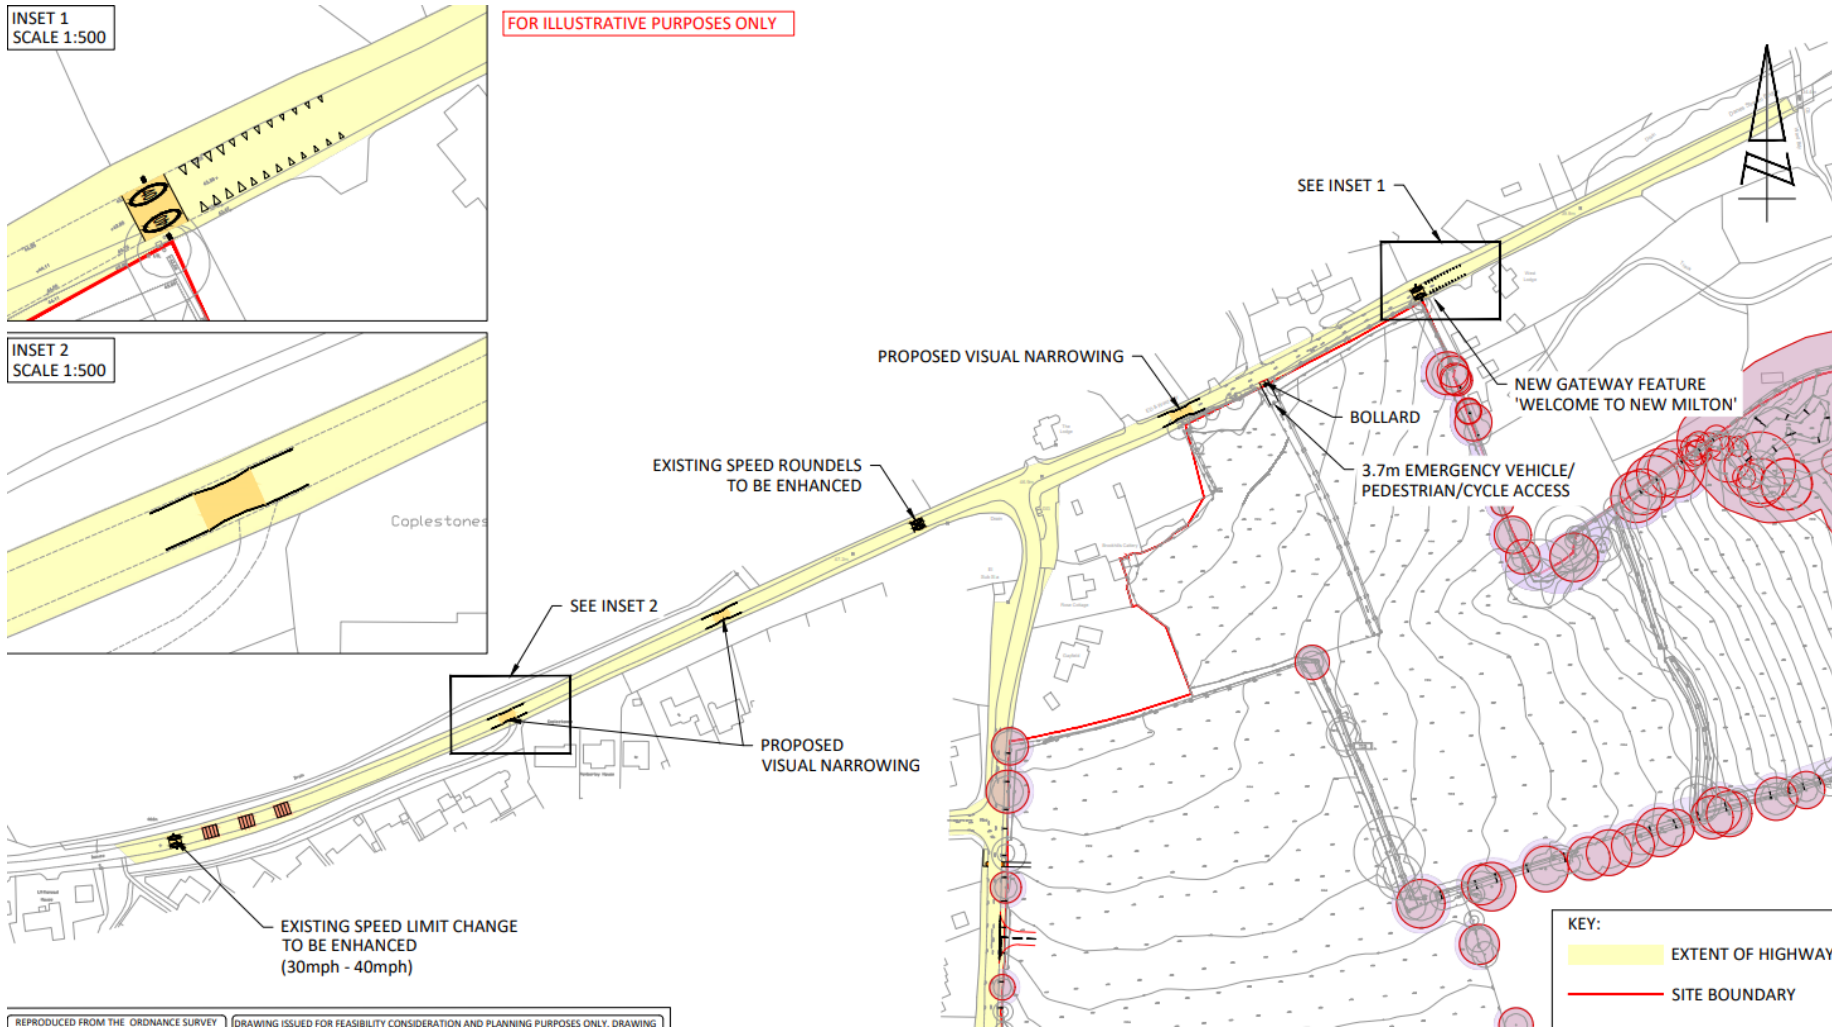 INSET 1
SCALE 1:500
FOR ILLUSTRATIVE PURPOSES ONLY
INSET 2
SCALE 1:500
Coplestones
SEE INSET 1
PROPOSED VISUAL NARROWING
NEW GATEWAY FEATURE
'WELCOME TO NEW MILTON'
BOLLARD
3.7m EMERGENCY VEHICLE/
PEDESTRIAN/CYCLE ACCESS
EXISTING SPEED ROUNDELS
TO BE ENHANCED
SEE INSET 2
PROPOSED
VISUAL NARROWING
EXISTING SPEED LIMIT CHANGE
TO BE ENHANCED
(30mph - 40mph)
KEY:
EXTENT OF HIGHWAY
SITE BOUNDARY
REPRODUCED FROM THE ORDNANCE SURVEY
DRAWING ISSUED FOR FEASIBILITY CONSIDERATION AND PLANNING PURPOSES ONLY. DRAWING